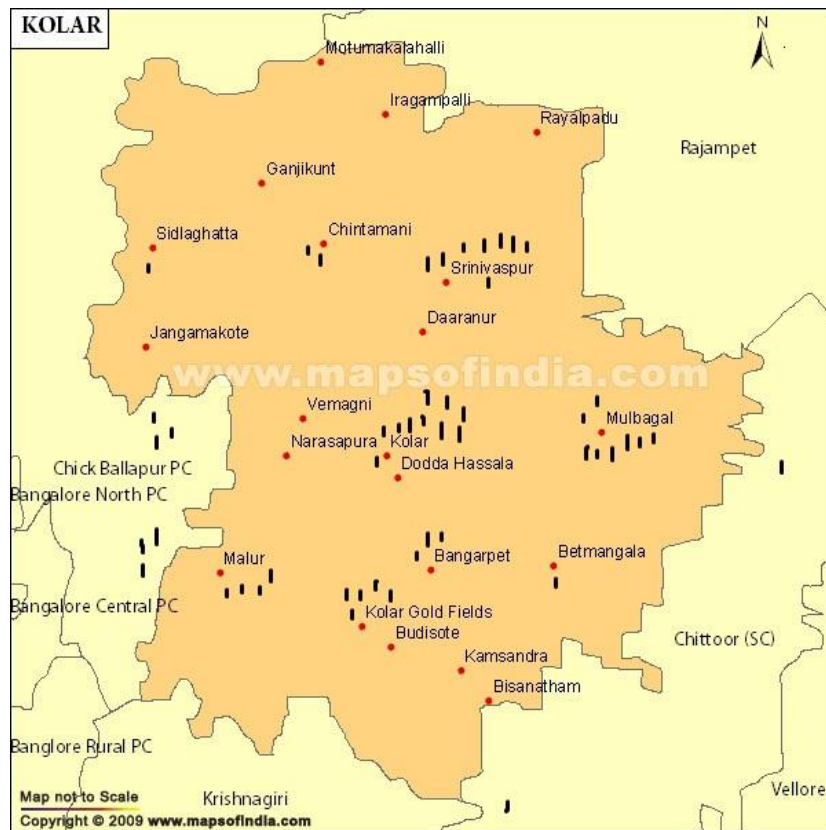 KOLAR
N
Motumakalahalli
Iragampalli
Rayalpadu
Rajampet
Ganjikunt
Sidlaghatta
Chintamani
Srinivaspur
Daaranur
Jangamakote
www.mapsofindia.com
Vemagni
Mulbagal
Narasapura
Kolar
Chick Ballapur PC
Dodda Hassala
Bangalore North PC
Malur
Bangarpet
Betmangala
Bangalore Central PC
Kolar Gold Fields
Budisote
Chittoor (SC)
Kamsandra
Bisanatham
Banglore Rural PC
Krishnagiri
Vellore
Map not to Scale
Copyright © 2009 www.mapsofindia.com